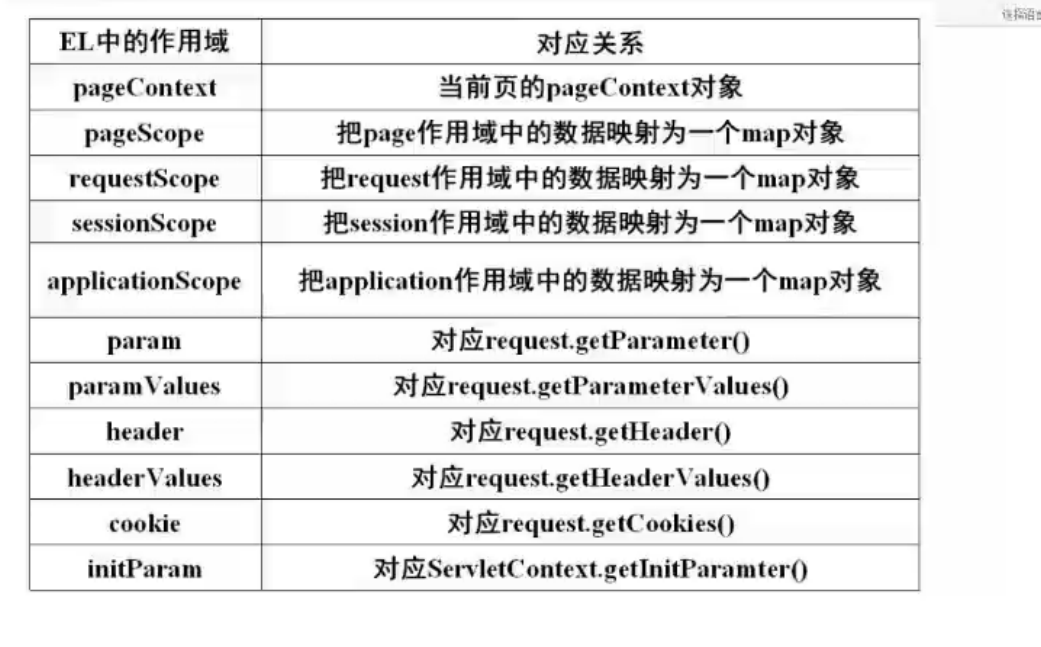 选择语言
EL中的作用域 对应关系
pageContext 当前页的pageContext对象
pageScope 把page作用域中的数据映射为一个map对象
requestScope 把request作用域中的数据映射为一个map对象
sessionScope 把session作用域中的数据映射为一个map对象
applicationScope 把application作用域中的数据映射为一个map对象
param 对应request.getParameter()
paramValues 对应request.getParameterValues()
header 对应request.getHeader()
headerValues 对应request.getHeaderValues()
cookie 对应request.getCookies()
initParam 对应ServletContext.getInitParamter()